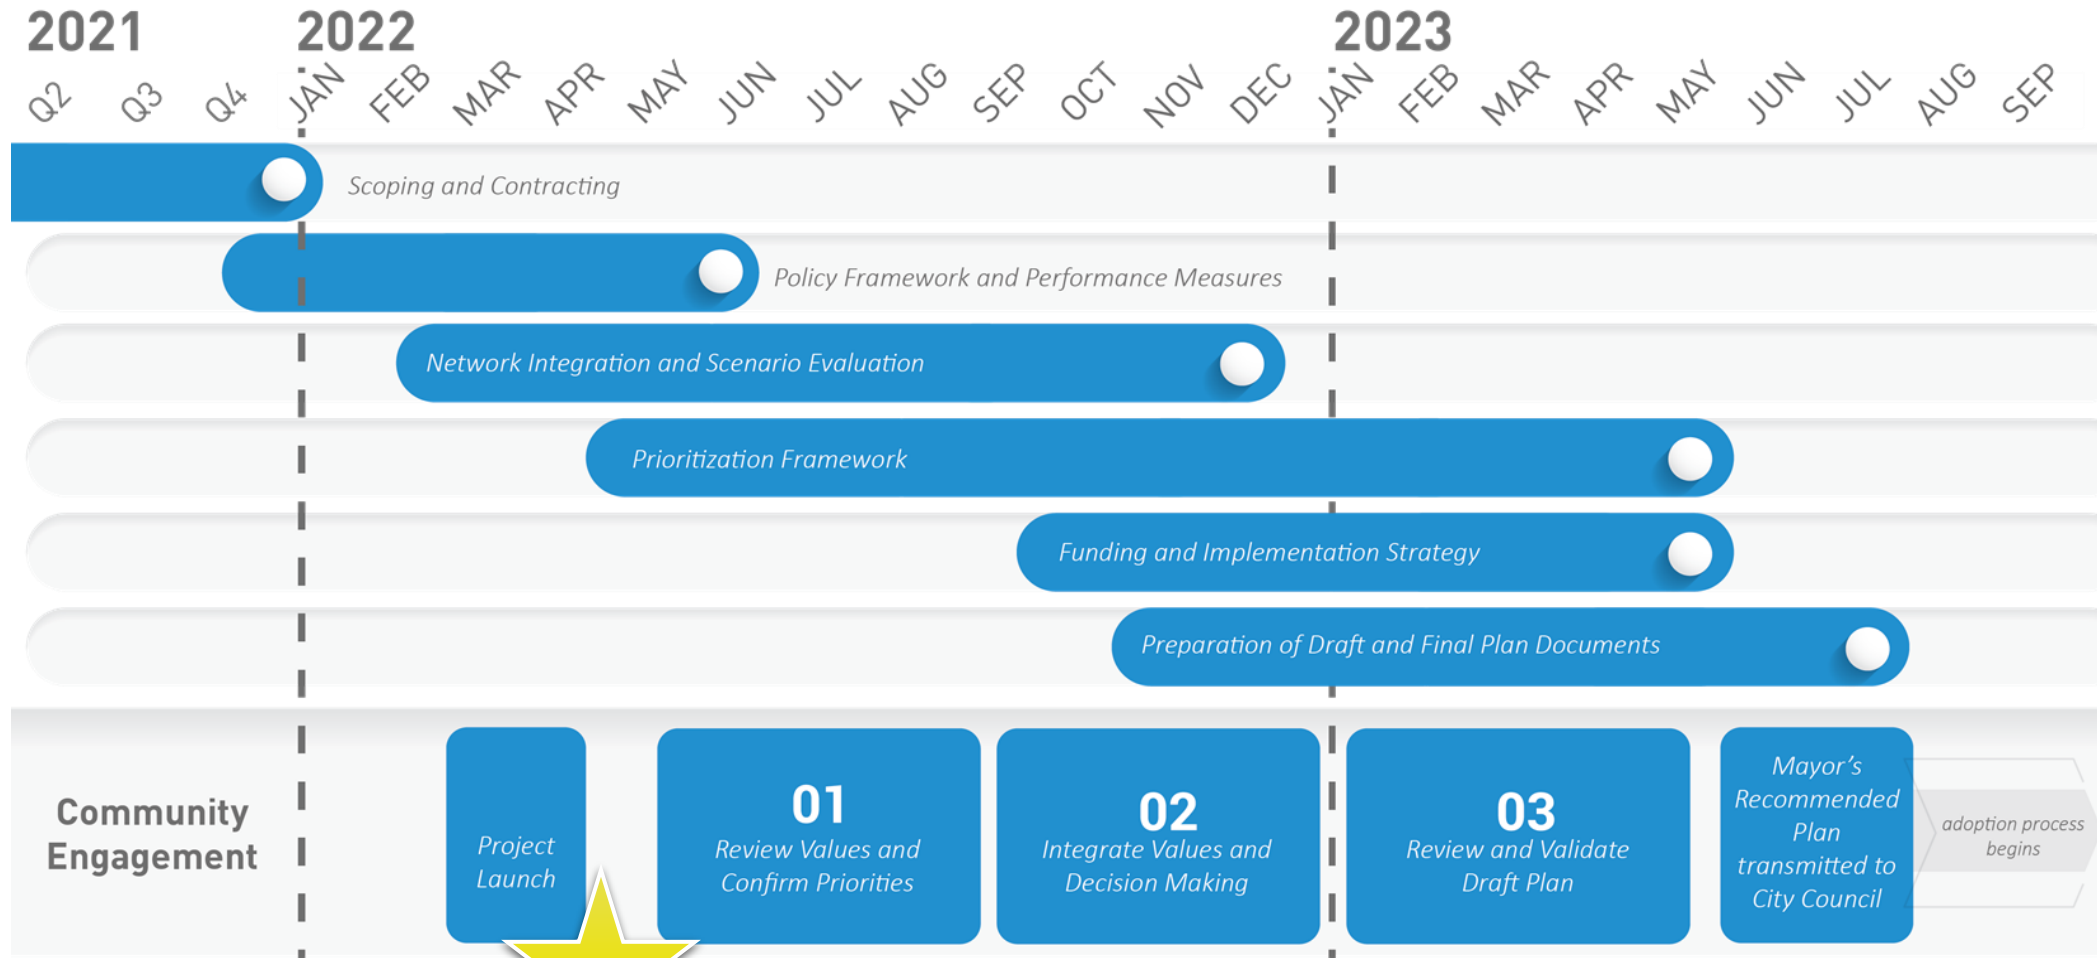 2021
2022
2023
Q2
Q3
Q4
JAN
FEB
MAR
APR
MAY
JUN
JUL
AUG
SEP
OCT
NOV
DEC
JAN
FEB
MAR
APR
MAY
JUN
JUL
AUG
SEP
Scoping and Contracting
Policy Framework and Performance Measures
Network Integration and Scenario Evaluation
Prioritization Framework
Funding and Implementation Strategy
Preparation of Draft and Final Plan Documents
Community
Engagement
Project
Launch
01
Review Values and
Confirm Priorities
02
Integrate Values and
Decision Making
03
Review and Validate
Draft Plan
Mayor's
Recommended
Plan
transmitted to
City Council
adoption process
begins